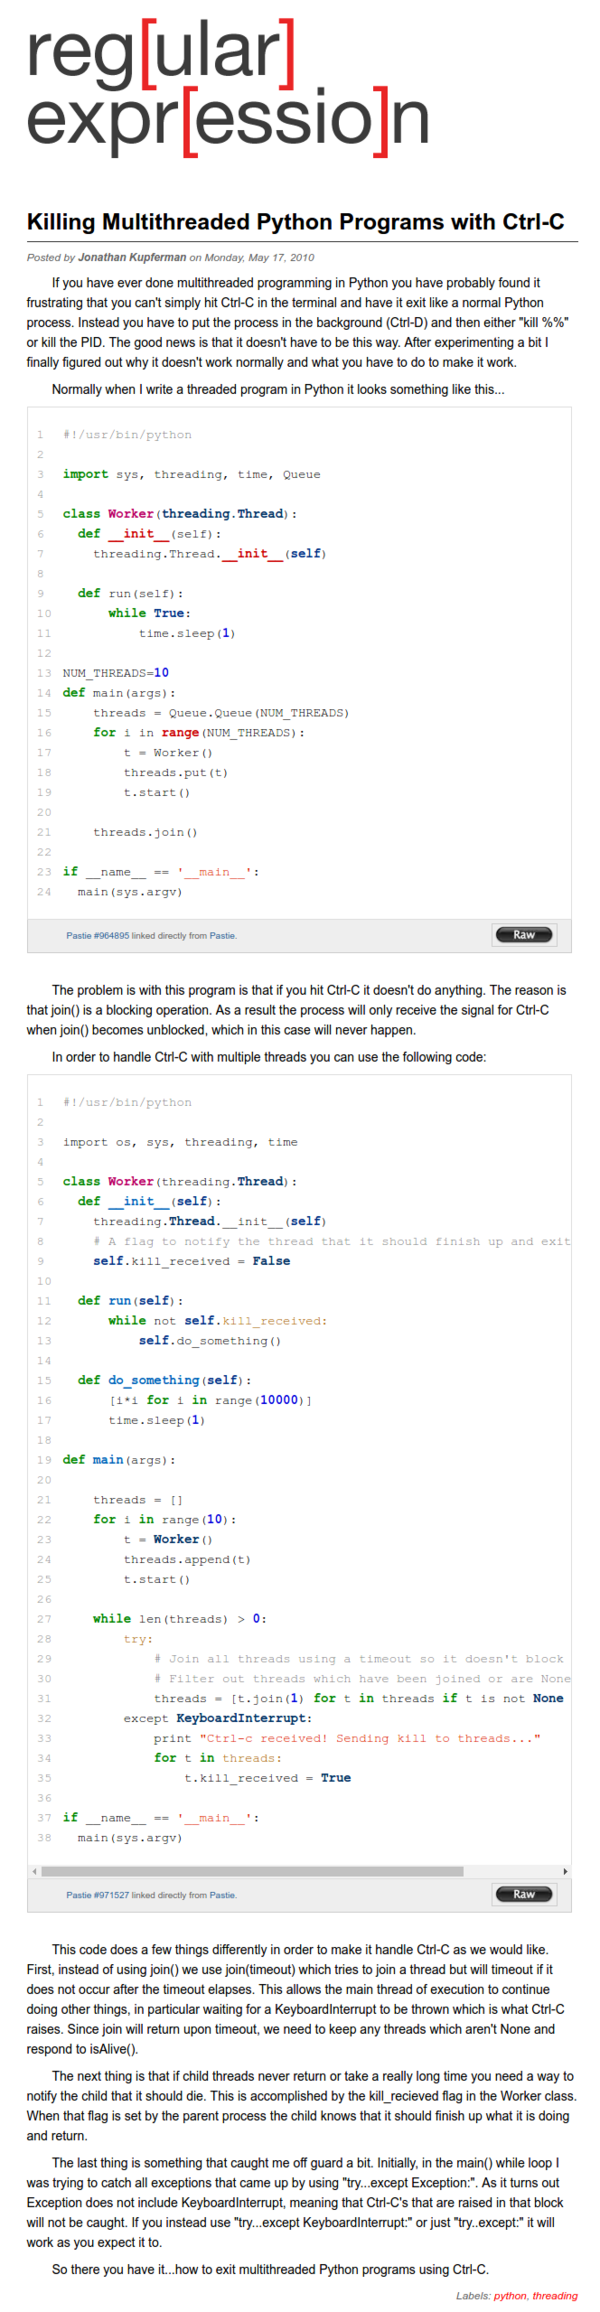 reg[ular]
expr[essio]n
Killing Multithreaded Python Programs with Ctrl-C
Posted by Jonathan Kupferman on Monday, May 17, 2010
If you have ever done multithreaded programming in Python you have probably found it
frustrating that you can't simply hit Ctrl-C in the terminal and have it exit like a normal Python
process. Instead you have to put the process in the background (Ctrl-D) and then either "kill %%"
or kill the PID. The good news is that it doesn't have to be this way. After experimenting a bit I
finally figured out why it doesn't work normally and what you have to do to make it work.
Normally when I write a threaded program in Python it looks something like this...
1 #!/usr/bin/python
2
3 import sys, threading, time, Queue
4
5 class Worker(threading.Thread):
6   def __init__(self):
7     threading.Thread.__init__(self)
8
9   def run(self):
10       while True:
11           time.sleep(1)
12
13 NUM_THREADS=10
14 def main(args):
15     threads = Queue.Queue(NUM_THREADS)
16     for i in range(NUM_THREADS):
17         t = Worker()
18         threads.put(t)
19         t.start()
20
21     threads.join()
22
23 if __name__ == '__main__':
24   main(sys.argv)
Pastie #964895 linked directly from Pastie. Raw
The problem is with this program is that if you hit Ctrl-C it doesn't do anything. The reason is
that join() is a blocking operation. As a result the process will only receive the signal for Ctrl-C
when join() becomes unblocked, which in this case will never happen.
In order to handle Ctrl-C with multiple threads you can use the following code:
1 #!/usr/bin/python
2
3 import os, sys, threading, time
4
5 class Worker(threading.Thread):
6   def __init__(self):
7     threading.Thread.__init__(self)
8     # A flag to notify the thread that it should finish up and exit
9     self.kill_received = False
10
11   def run(self):
12       while not self.kill_received:
13           self.do_something()
14
15   def do_something(self):
16       [i*i for i in range(10000)]
17       time.sleep(1)
18
19 def main(args):
20
21     threads = []
22     for i in range(10):
23         t = Worker()
24         threads.append(t)
25         t.start()
26
27     while len(threads) > 0:
28         try:
29             # Join all threads using a timeout so it doesn't block
30             # Filter out threads which have been joined or are None
31             threads = [t.join(1) for t in threads if t is not None
32         except KeyboardInterrupt:
33             print "Ctrl-c received! Sending kill to threads..."
34             for t in threads:
35                 t.kill_received = True
36
37 if __name__ == '__main__':
38   main(sys.argv)
Pastie #971527 linked directly from Pastie. Raw
This code does a few things differently in order to make it handle Ctrl-C as we would like.
First, instead of using join() we use join(timeout) which tries to join a thread but will timeout if it
does not occur after the timeout elapses. This allows the main thread of execution to continue
doing other things, in particular waiting for a KeyboardInterrupt to be thrown which is what Ctrl-C
raises. Since join will return upon timeout, we need to keep any threads which aren't None and
respond to isAlive().
The next thing is that if child threads never return or take a really long time you need a way to
notify the child that it should die. This is accomplished by the kill_recieved flag in the Worker class.
When that flag is set by the parent process the child knows that it should finish up what it is doing
and return.
The last thing is something that caught me off guard a bit. Initially, in the main() while loop I
was trying to catch all exceptions that came up by using "try...except Exception:". As it turns out
Exception does not include KeyboardInterrupt, meaning that Ctrl-C's that are raised in that block
will not be caught. If you instead use "try...except KeyboardInterrupt:" or just "try..except:" it will
work as you expect it to.
So there you have it...how to exit multithreaded Python programs using Ctrl-C.
Labels: python, threading